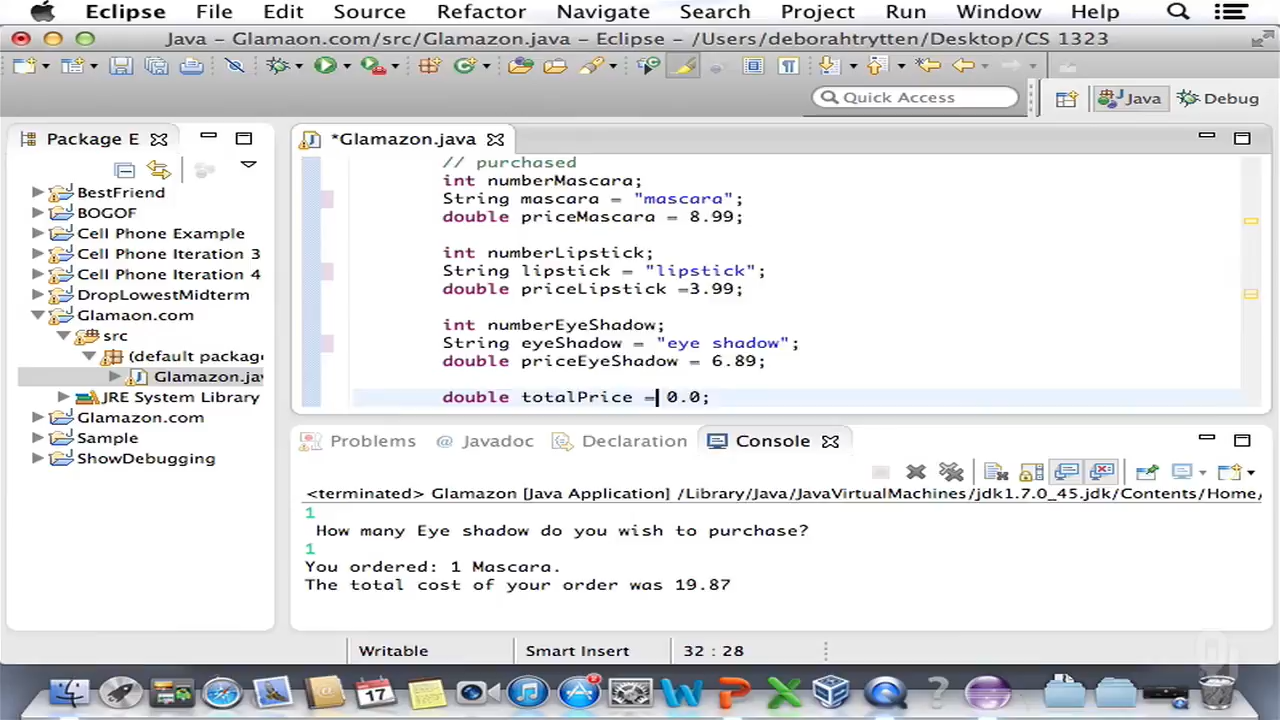 Eclipse File Edit Source Refactor Navigate Search Project Run Window Help
Java - Glamaon.com/src/Glamazon.java - Eclipse - /Users/deborahtrytten/Desktop/CS 1323
Quick Access
Java
Debug
Package E
*Glamazon.java
BestFriend
BOGOF
Cell Phone Example
Cell Phone Iteration 3
Cell Phone Iteration 4
DropLowestMidterm
Glamaon.com
src
(default packag
Glamazon.ja
JRE System Library
Glamazon.com
Sample
ShowDebugging
// purchased
int numberMascara;
String mascara = "mascara";
double priceMascara = 8.99;
int numberLipstick;
String lipstick = "lipstick";
double priceLipstick =3.99;
int numberEyeShadow;
String eyeShadow = "eye shadow";
double priceEyeShadow = 6.89;
double totalPrice = 0.0;
Problems @ Javadoc Declaration Console
<terminated> Glamazon [Java Application] /Library/Java/JavaVirtualMachines/jdk1.7.0_45.jdk/Contents/Home,
1
How many Eye shadow do you wish to purchase?
1
You ordered: 1 Mascara.
The total cost of your order was 19.87
Writable
Smart Insert
32 : 28
17